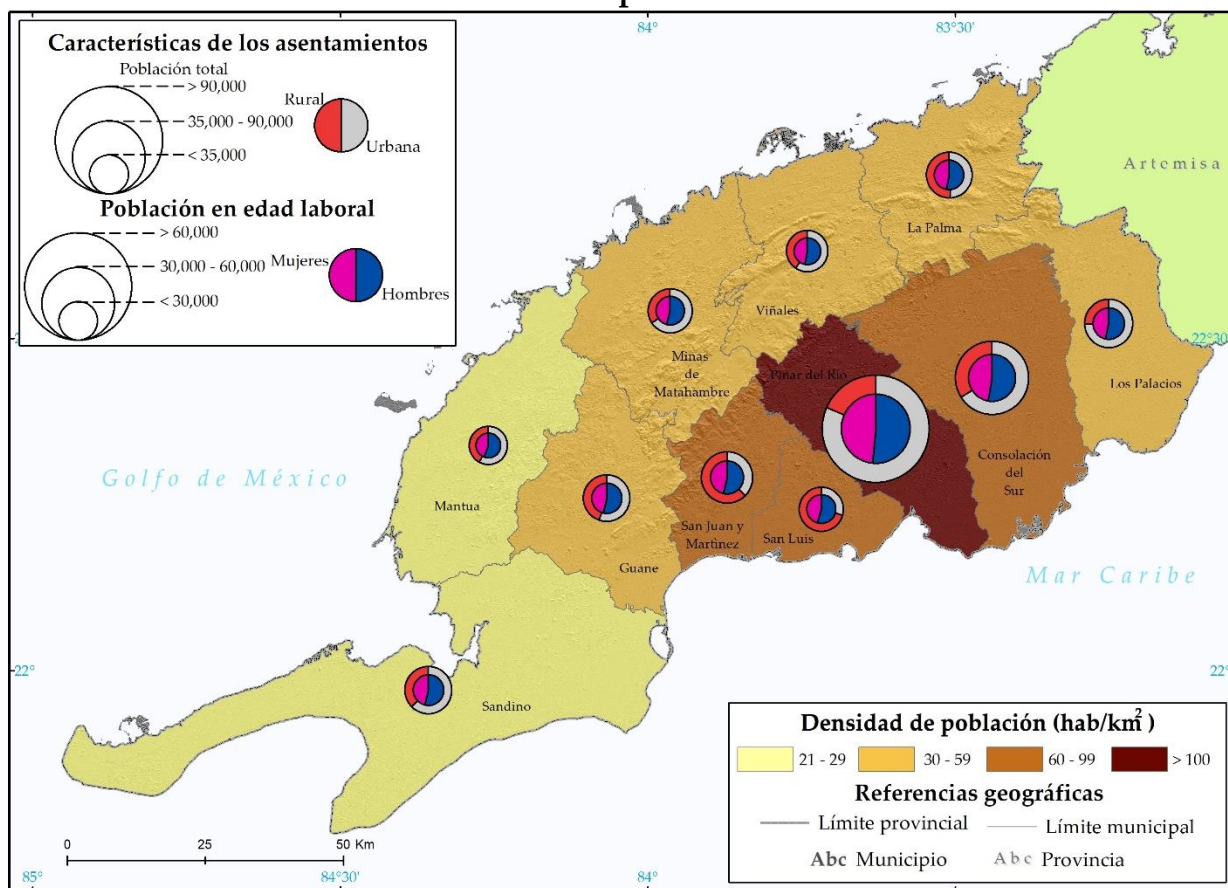 84°
83°30'
Características de los asentamientos
Población total
> 90,000
35,000 - 90,000
< 35,000
Rural
Urbana
Población en edad laboral
> 60,000
30,000 - 60,000
< 30,000
Mujeres
Hombres
Artemisa
La Palma
Viñales
22°30'
Minas
de
Matahambre
Pinar del Río
Los Palacios
Consolación
del
Sur
Golfo de México
Mantua
San Juan y
Martínez
San Luis
Guane
Mar Caribe
22°
Sandino
Densidad de población (hab/km²)
21 - 29
30 - 59
60 - 99
> 100
Referencias geográficas
Límite provincial
Límite municipal
Abc Municipio
Abc Provincia
0
25
50 Km
85°
84°30'
84°
83°30'